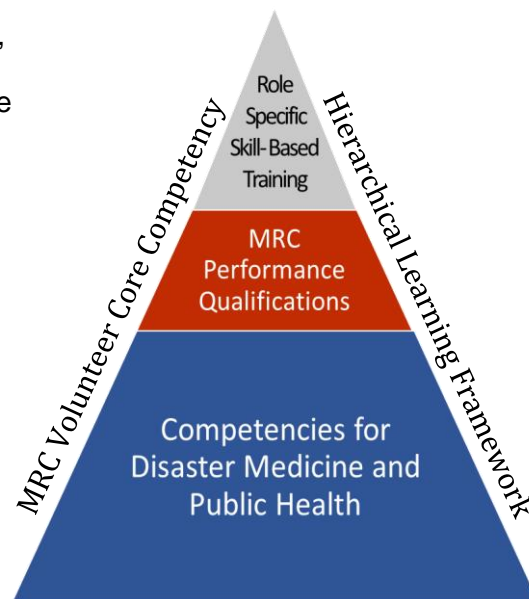 ,
e
Role
Specific
Skill-Based
Training
MRC
Performance
Qualifications
Competencies for
Disaster Medicine and
Public Health
MRC Volunteer Core Competency
Hierarchical Learning Framework